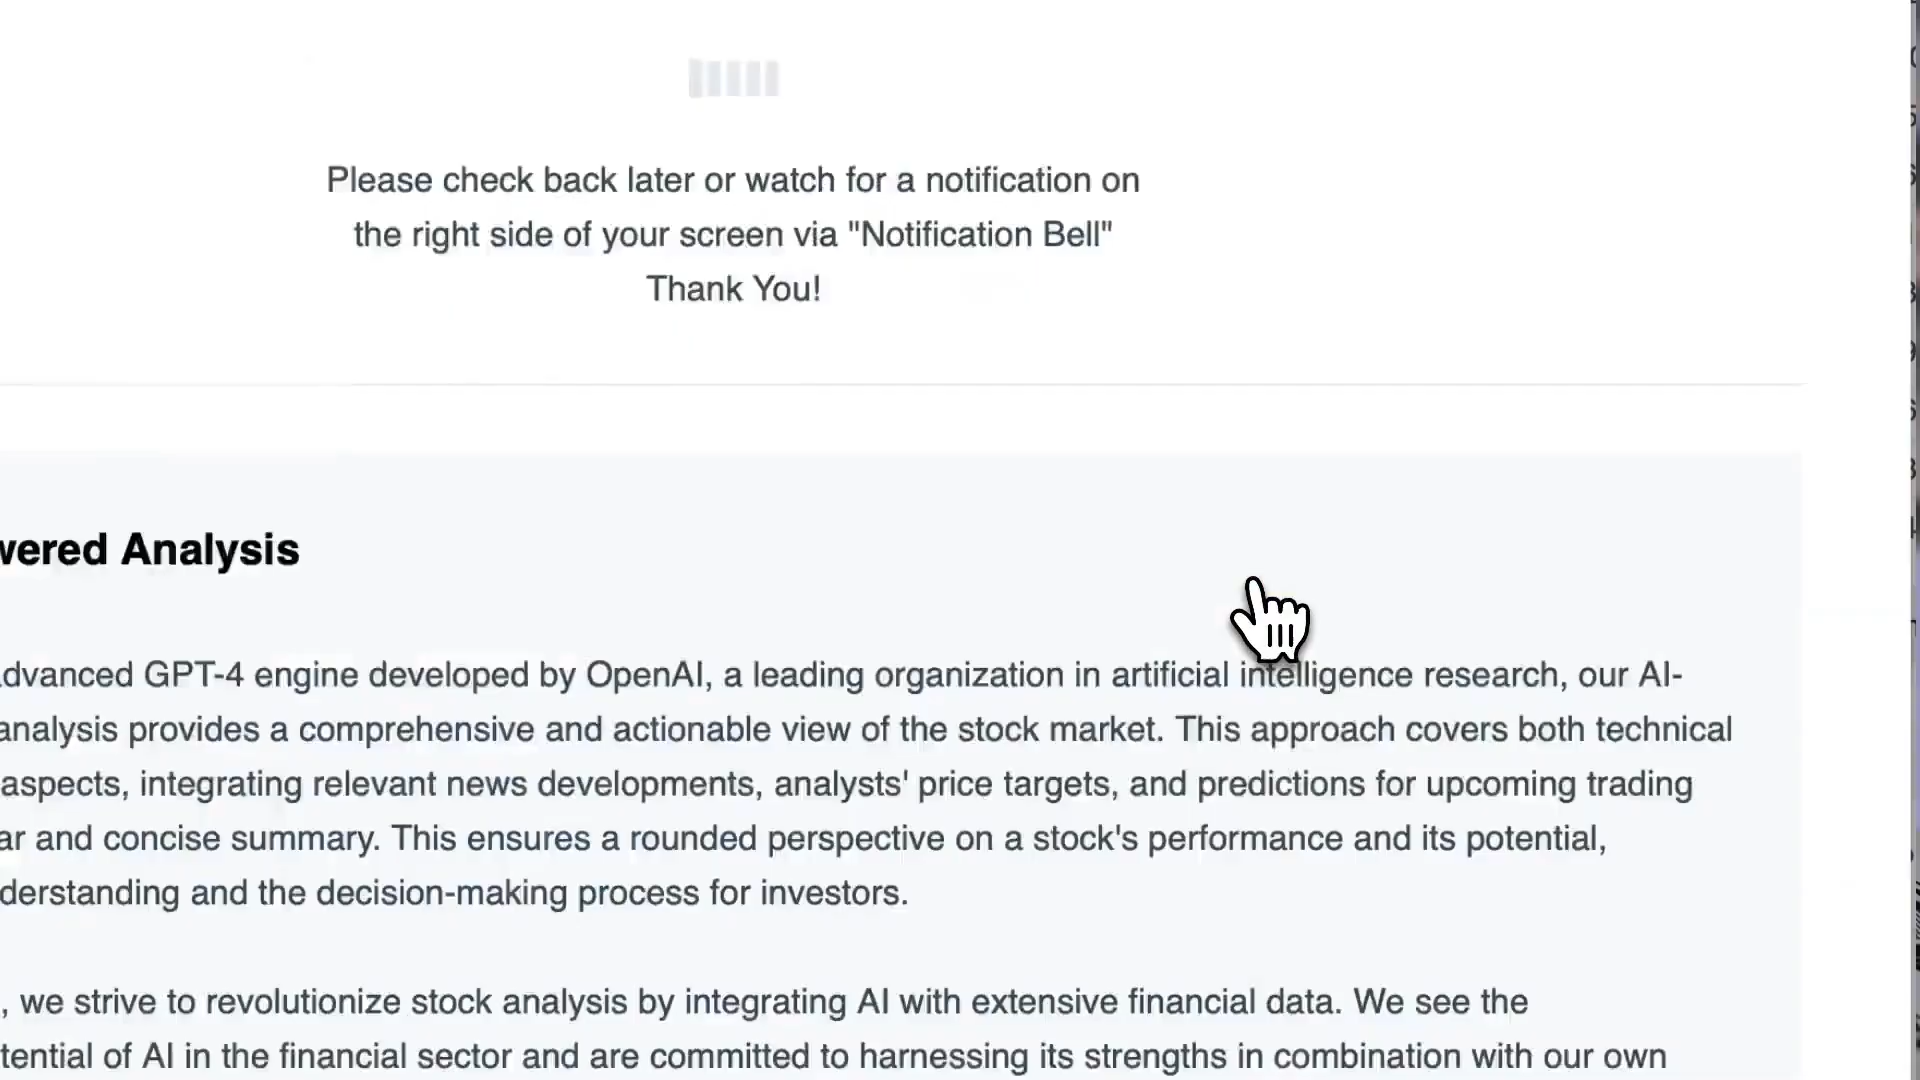 Please check back later or watch for a notification on
the right side of your screen via "Notification Bell"
Thank You!
Analysis
GPT-4 engine developed by OpenAI, a leading organization in artificial intelligence research, our AI-
analysis provides a comprehensive and actionable view of the stock market. This approach covers both technical
aspects, integrating relevant news developments, analysts' price targets, and predictions for upcoming trading
and concise summary. This ensures a rounded perspective on a stock's performance and its potential,
and the decision-making process for investors.
, we strive to revolutionize stock analysis by integrating AI with extensive financial data. We see the
of AI in the financial sector and are committed to harnessing its strengths in combination with our own